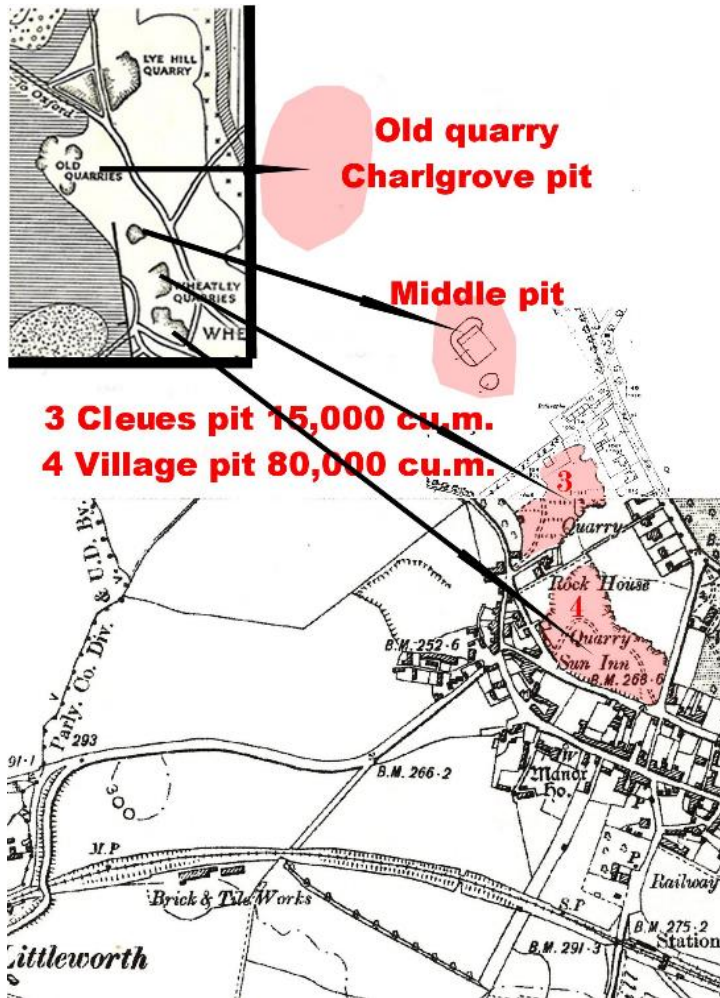 LYE HILL
QUARRY
To Oxford
OLD
QUARRIES
WHEATLEY
QUARRIES
WHE
Old quarry
Charlgrove pit
Middle pit
3 Cleues pit 15,000 cu.m.
4 Village pit 80,000 cu.m.
3
Quarry
Rock House
4
Quarry
Sun Inn
B.M. 268·6
B.M. 252·6
Parly. Co. Div. & U.D. By.
293
91·1
300
B.M. 266·2
W
Manor
Ho.
P
P
M.P
Brick & Tile Works
S.P
Railway
B.M. 275·2
Station
B.M. 291·3
Littleworth